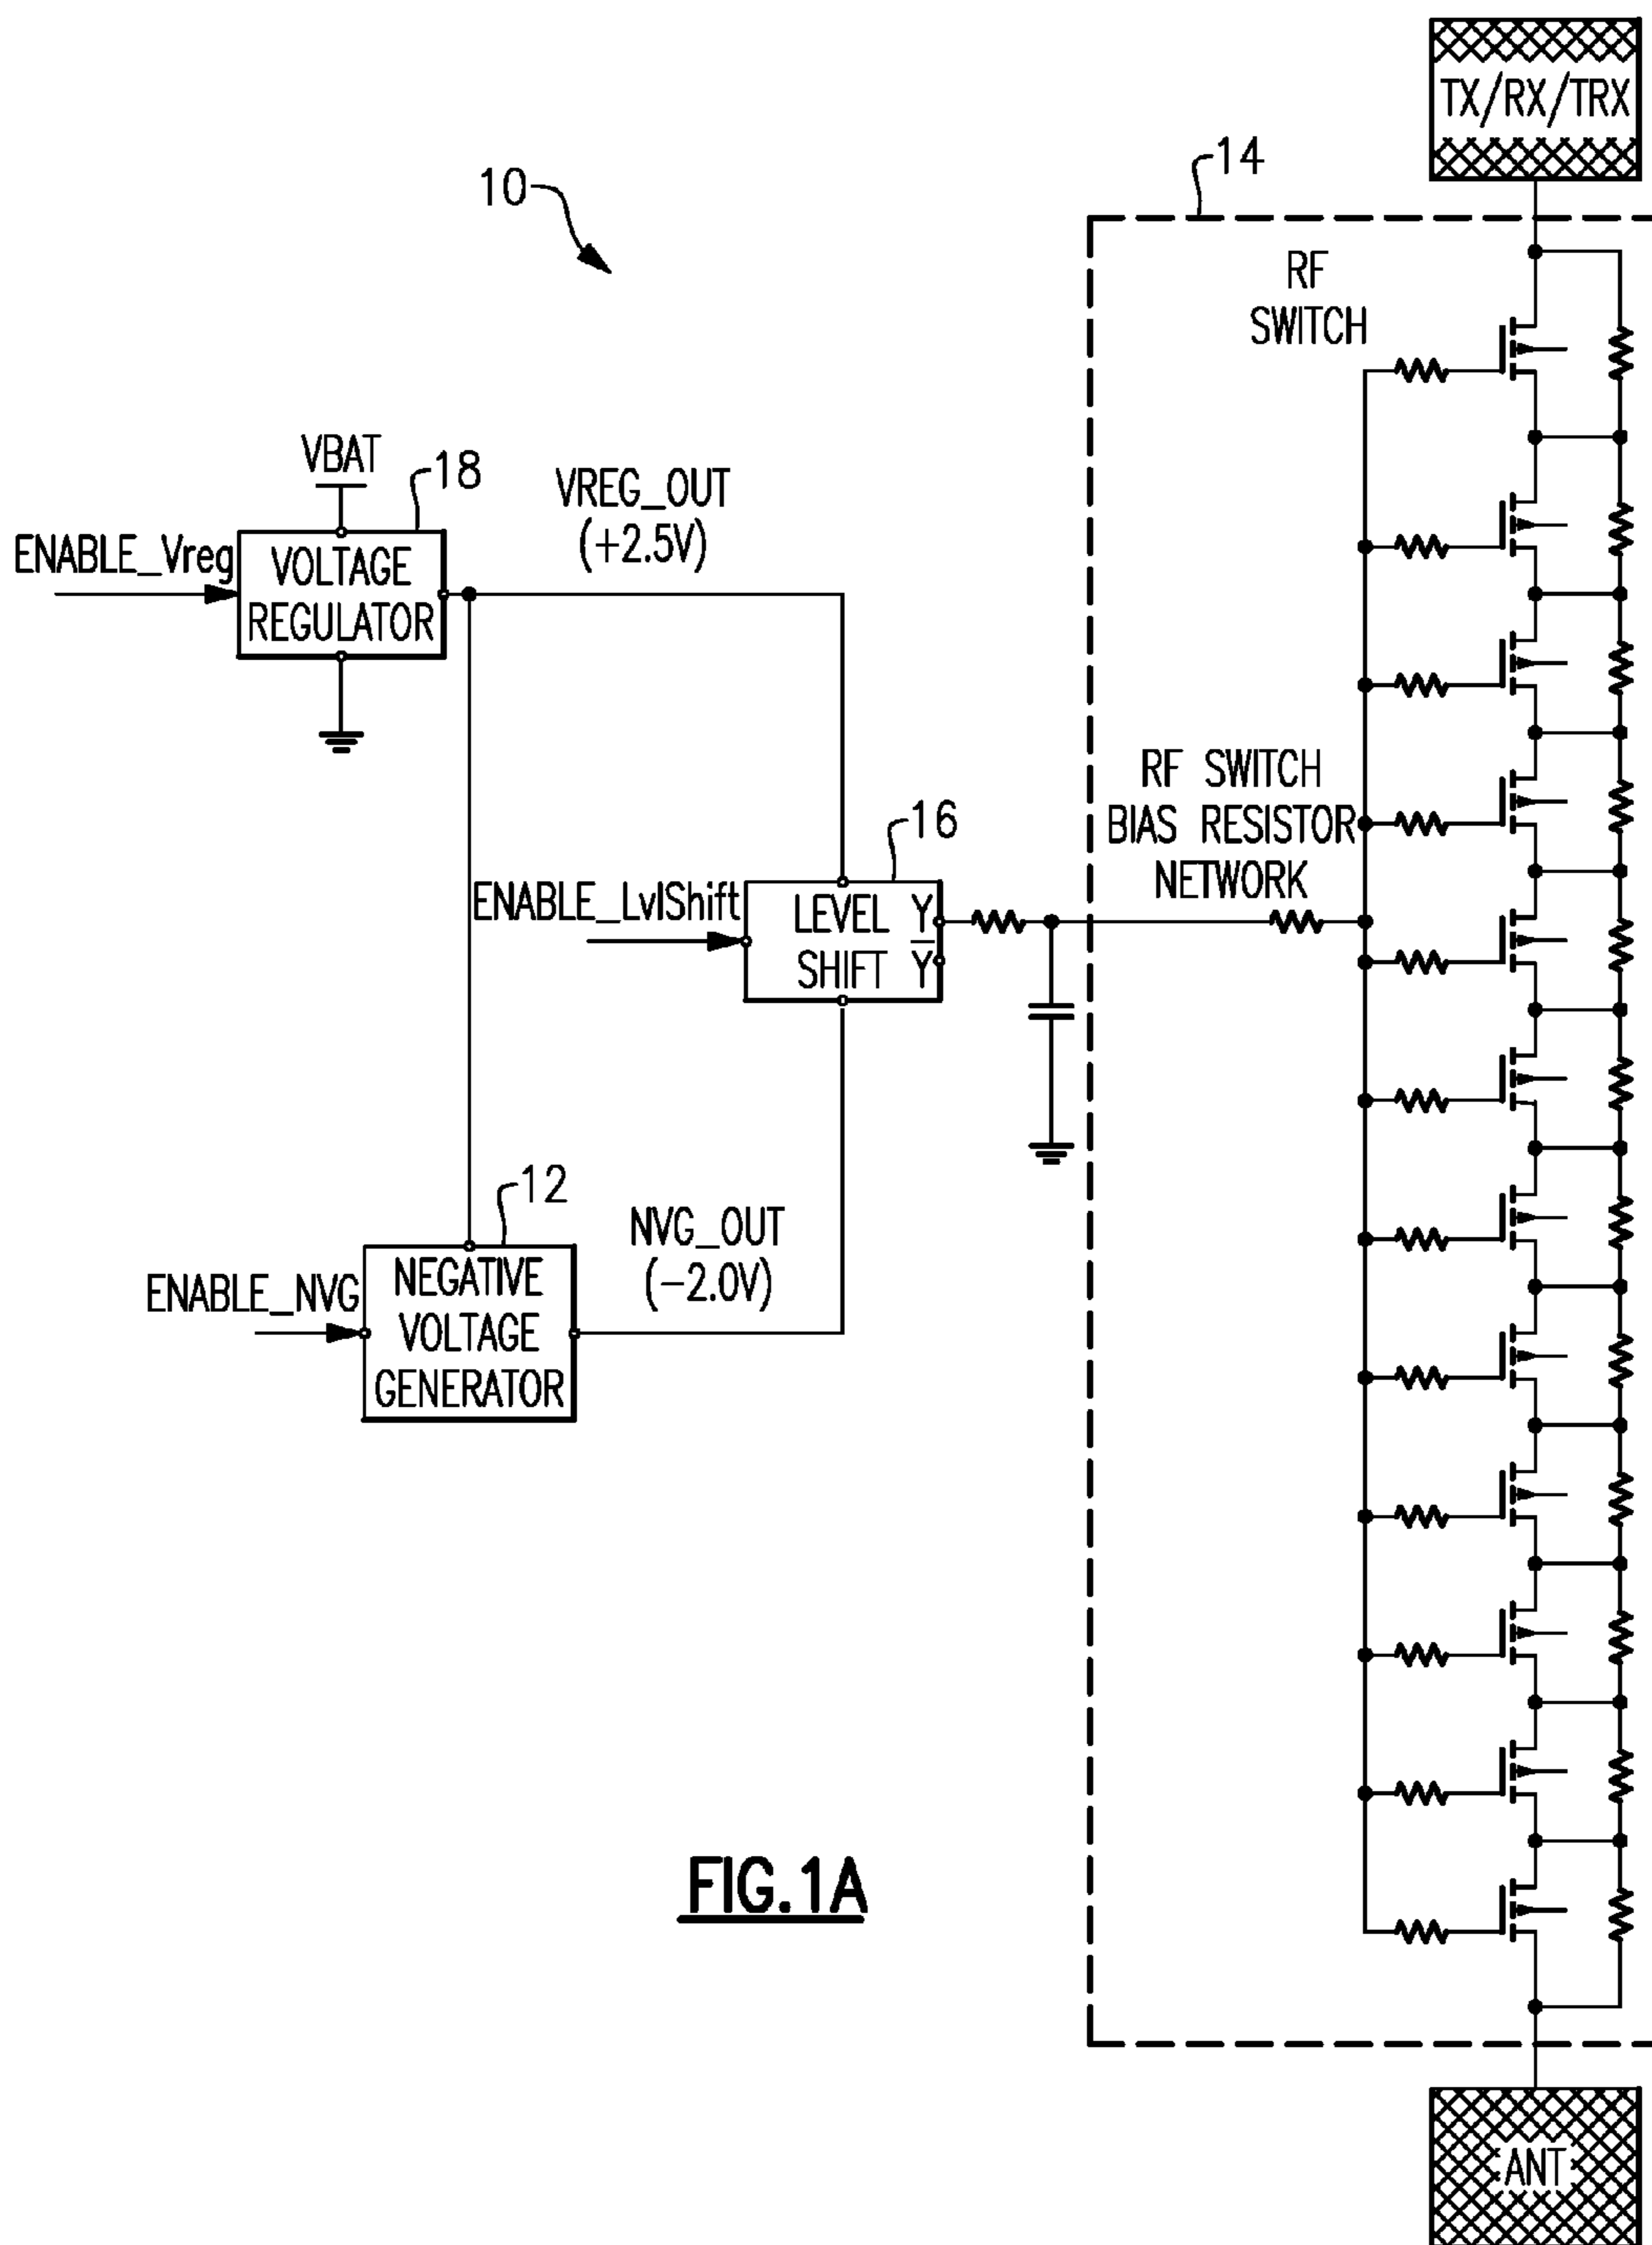 TX/RX/TRX
14
10
RF
SWITCH
VBAT
18
VREG_OUT
(+2.5V)
ENABLE_Vreg
VOLTAGE
REGULATOR
RF SWITCH
BIAS RESISTOR
NETWORK
16
ENABLE_LvlShift
LEVEL
SHIFT
Y
Y̅
12
NVG_OUT
(−2.0V)
ENABLE_NVG
NEGATIVE
VOLTAGE
GENERATOR
FIG.1A
ANT